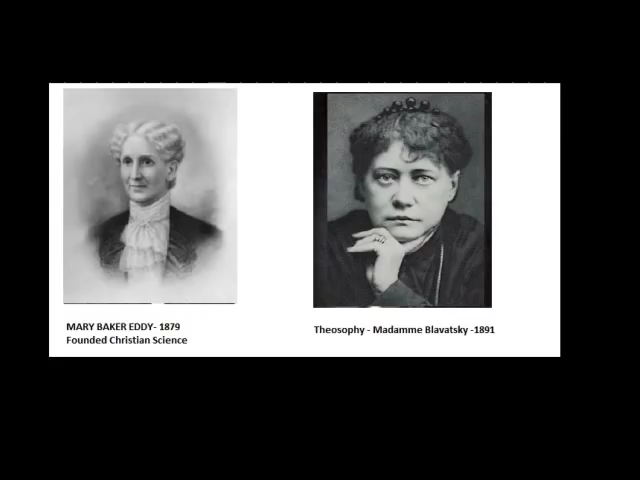 MARY BAKER EDDY- 1879
Founded Christian Science
Theosophy - Madamme Blavatsky -1891